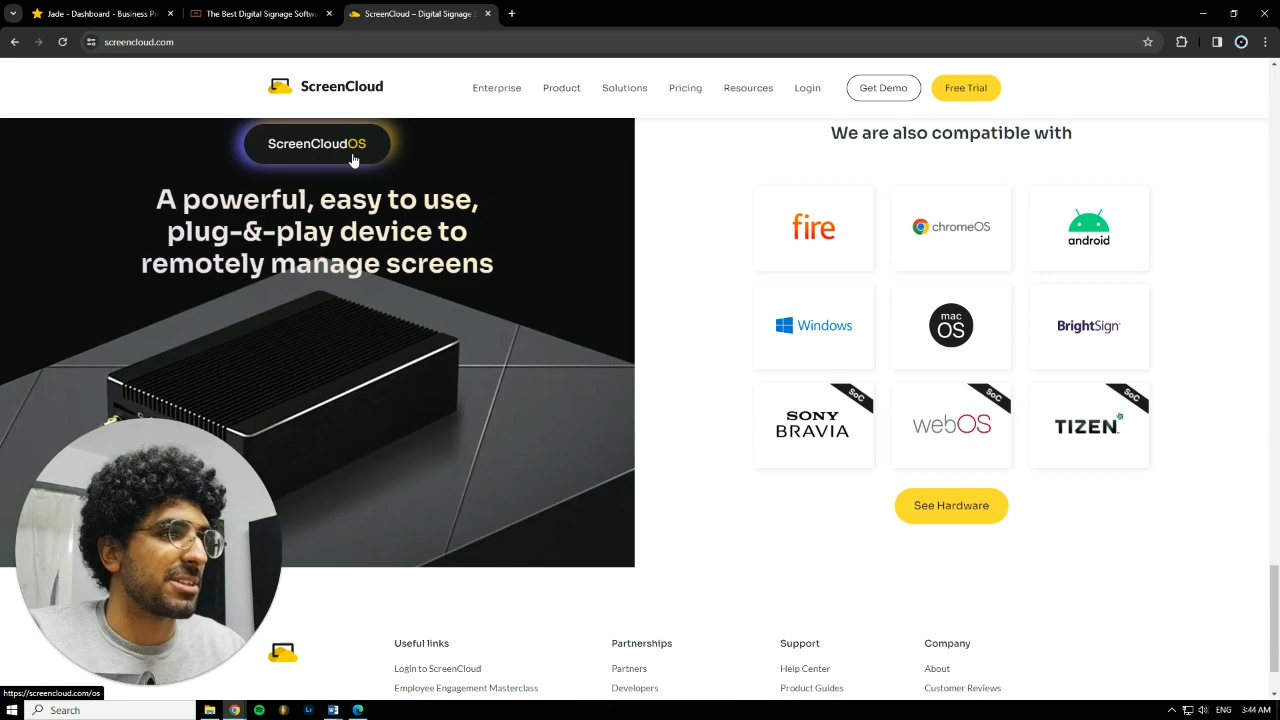 Jade - Dashboard - Business Pr
The Best Digital Signage Softwa
ScreenCloud – Digital Signage
screencloud.com
ScreenCloud
Enterprise
Product
Solutions
Pricing
Resources
Login
Get Demo
Free Trial
ScreenCloudOS
A powerful, easy to use,
plug-&-play device to
remotely manage screens
We are also compatible with
fire
chromeOS
android
Windows
mac
OS
BrightSign
SONY
BRAVIA
SoC
webOS
SoC
TIZEN
SoC
See Hardware
Useful links
Login to ScreenCloud
Employee Engagement Masterclass
Partnerships
Partners
Developers
Support
Help Center
Product Guides
Company
About
Customer Reviews
https://screencloud.com/os
Search
ENG
3:44 AM